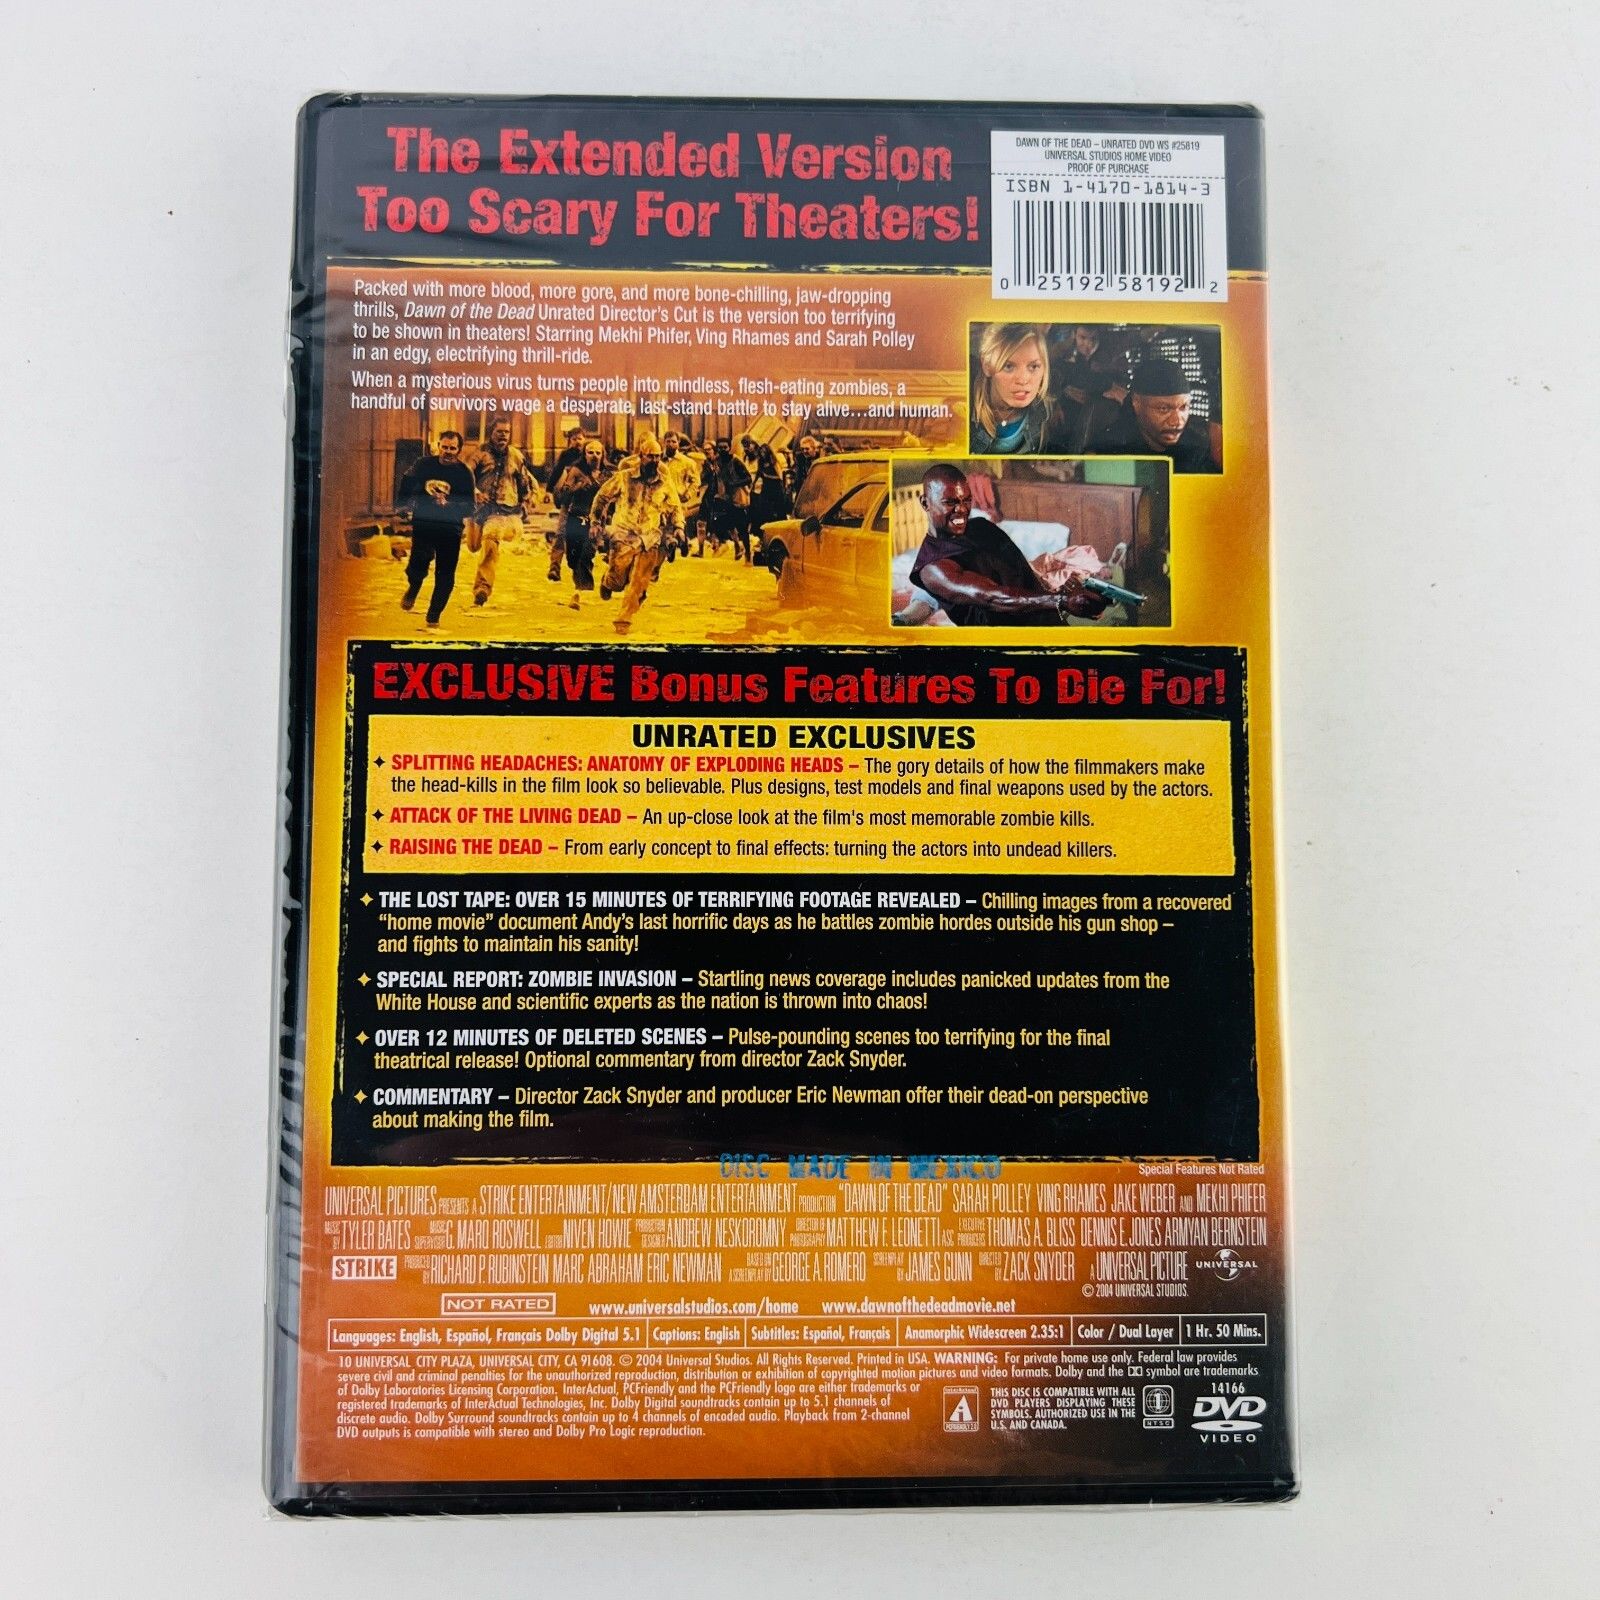 The Extended Version
Too Scary For Theaters!
DAWN OF THE DEAD – UNRATED DVD WS #25819
UNIVERSAL STUDIOS HOME VIDEO
PROOF OF PURCHASE
ISBN 1-4170-1814-3
0 25192 58192 2
Packed with more blood, more gore, and more bone-chilling, jaw-dropping
thrills, Dawn of the Dead Unrated Director's Cut is the version too terrifying
to be shown in theaters! Starring Mekhi Phifer, Ving Rhames and Sarah Polley
in an edgy, electrifying thrill-ride.
When a mysterious virus turns people into mindless, flesh-eating zombies, a
handful of survivors wage a desperate, last-stand battle to stay alive...and human.
EXCLUSIVE Bonus Features To Die For!
UNRATED EXCLUSIVES
✦ SPLITTING HEADACHES: ANATOMY OF EXPLODING HEADS – The gory details of how the filmmakers make
the head-kills in the film look so believable. Plus designs, test models and final weapons used by the actors.
✦ ATTACK OF THE LIVING DEAD – An up-close look at the film's most memorable zombie kills.
✦ RAISING THE DEAD – From early concept to final effects: turning the actors into undead killers.
✦ THE LOST TAPE: OVER 15 MINUTES OF TERRIFYING FOOTAGE REVEALED – Chilling images from a recovered
"home movie" document Andy's last horrific days as he battles zombie hordes outside his gun shop –
and fights to maintain his sanity!
✦ SPECIAL REPORT: ZOMBIE INVASION – Startling news coverage includes panicked updates from the
White House and scientific experts as the nation is thrown into chaos!
✦ OVER 12 MINUTES OF DELETED SCENES – Pulse-pounding scenes too terrifying for the final
theatrical release! Optional commentary from director Zack Snyder.
✦ COMMENTARY – Director Zack Snyder and producer Eric Newman offer their dead-on perspective
about making the film.
DISC MADE IN MEXICO
Special Features Not Rated
UNIVERSAL PICTURES PRESENTS A STRIKE ENTERTAINMENT/NEW AMSTERDAM ENTERTAINMENT PRODUCTION "DAWN OF THE DEAD" SARAH POLLEY VING RHAMES JAKE WEBER AND MEKHI PHIFER
MUSIC BY TYLER BATES MUSIC SUPERVISOR G. MARQ ROSWELL EDITOR NIVEN HOWIE PRODUCTION DESIGNER ANDREW NESKOROMNY DIRECTOR OF PHOTOGRAPHY MATTHEW F. LEONETTI ASC EXECUTIVE PRODUCERS THOMAS A. BLISS DENNIS E. JONES ARMYAN BERNSTEIN
STRIKE PRODUCED BY RICHARD P. RUBINSTEIN MARC ABRAHAM ERIC NEWMAN BASED ON A SCREENPLAY BY GEORGE A. ROMERO SCREENPLAY BY JAMES GUNN DIRECTED BY ZACK SNYDER A UNIVERSAL PICTURE UNIVERSAL
© 2004 UNIVERSAL STUDIOS.
NOT RATED www.universalstudios.com/home www.dawnofthedeadmovie.net
Languages: English, Español, Français Dolby Digital 5.1 Captions: English Subtitles: Español, Français Anamorphic Widescreen 2.35:1 Color / Dual Layer 1 Hr. 50 Mins.
10 UNIVERSAL CITY PLAZA, UNIVERSAL CITY, CA 91608. © 2004 Universal Studios. All Rights Reserved. Printed in USA. WARNING: For private home use only. Federal law provides
severe civil and criminal penalties for the unauthorized reproduction, distribution or exhibition of copyrighted motion pictures and video formats. Dolby and the DD symbol are trademarks
of Dolby Laboratories Licensing Corporation. InterActual, PCFriendly and the PCFriendly logo are either trademarks or
registered trademarks of InterActual Technologies, Inc. Dolby Digital soundtracks contain up to 5.1 channels of
discrete audio. Dolby Surround soundtracks contain up to 4 channels of encoded audio. Playback from 2-channel
DVD outputs is compatible with stereo and Dolby Pro Logic reproduction.
THIS DISC IS COMPATIBLE WITH ALL
DVD PLAYERS DISPLAYING THESE
SYMBOLS. AUTHORIZED USE IN THE
U.S. AND CANADA.
1
NTSC
14166
DVD
VIDEO